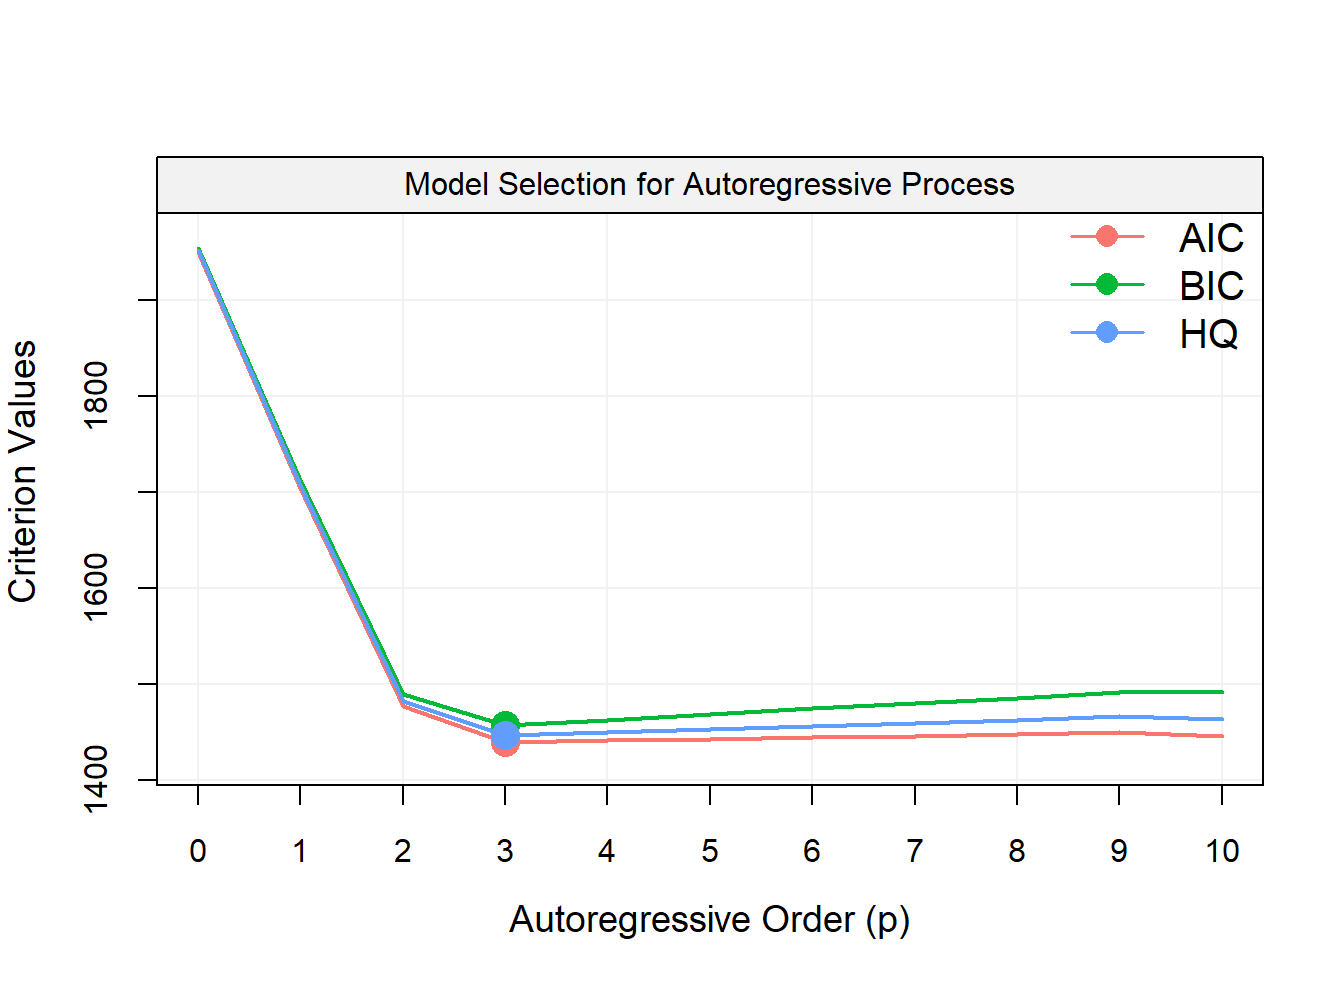 Model Selection for Autoregressive Process
AIC
BIC
HQ
Criterion Values
1800
1600
1400
0 1 2 3 4 5 6 7 8 9 10
Autoregressive Order (p)